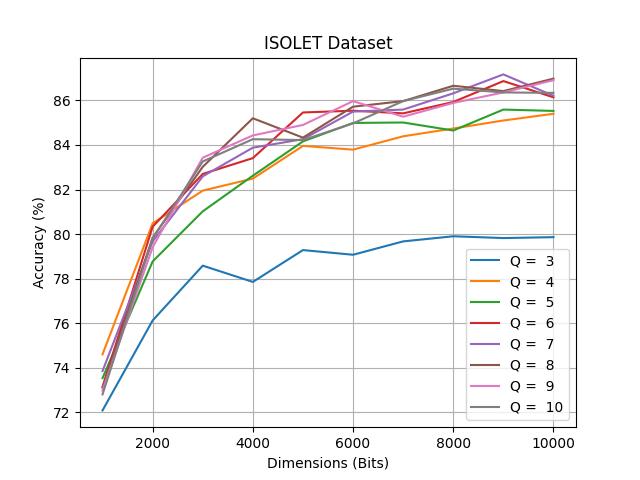 ISOLET Dataset
Accuracy (%)
86
84
82
80
78
76
74
72
Q =  3
Q =  4
Q =  5
Q =  6
Q =  7
Q =  8
Q =  9
Q =  10
2000 4000 6000 8000 10000
Dimensions (Bits)